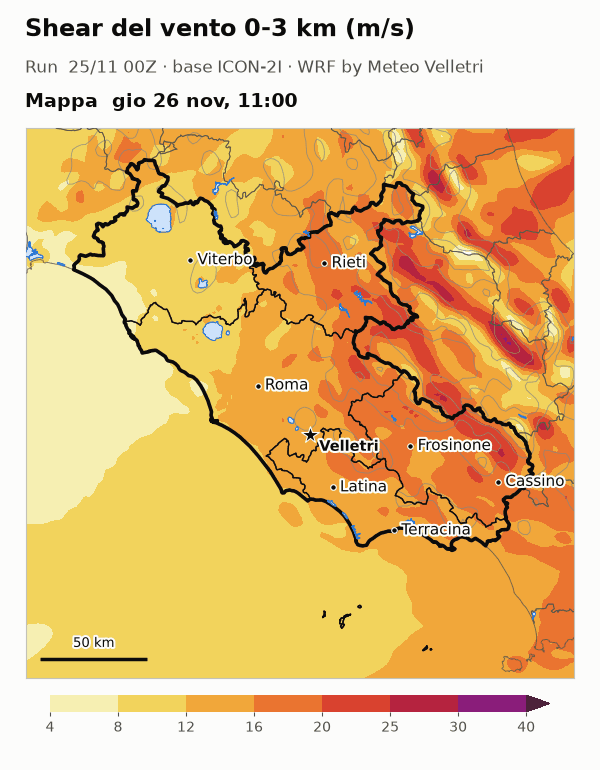 Shear del vento 0-3 km (m/s)
Run  25/11 00Z · base ICON-2I · WRF by Meteo Velletri
Mappa  gio 26 nov, 11:00
Viterbo
Rieti
Roma
Velletri
Frosinone
Latina
Cassino
Terracina
50 km
4 8 12 16 20 25 30 40